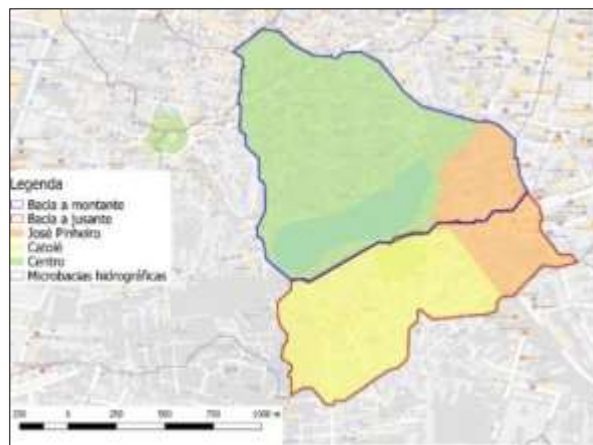 Legenda
Bacia a montante
Bacia a jusante
José Pinheiro
Catolé
Centro
Microbacias hidrográficas
250 0 250 500 750 1000 m